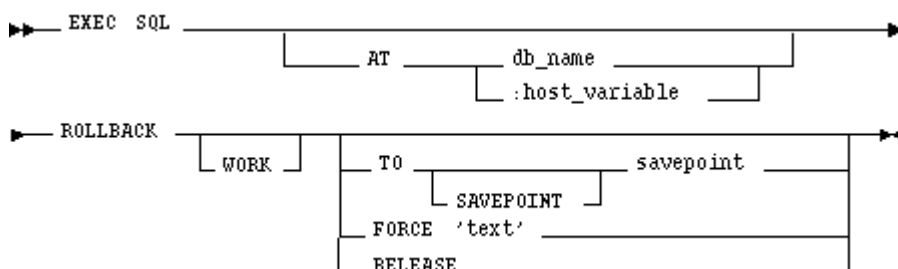 EXEC SQL
AT db_name
:host_variable
ROLLBACK
WORK TO savepoint
SAVEPOINT
FORCE 'text'
RELEASE